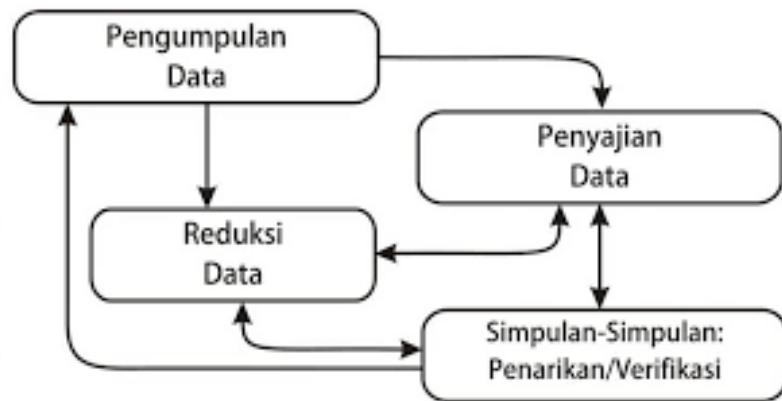 Pengumpulan
Data
Penyajian
Data
Reduksi
Data
Simpulan-Simpulan:
Penarikan/Verifikasi